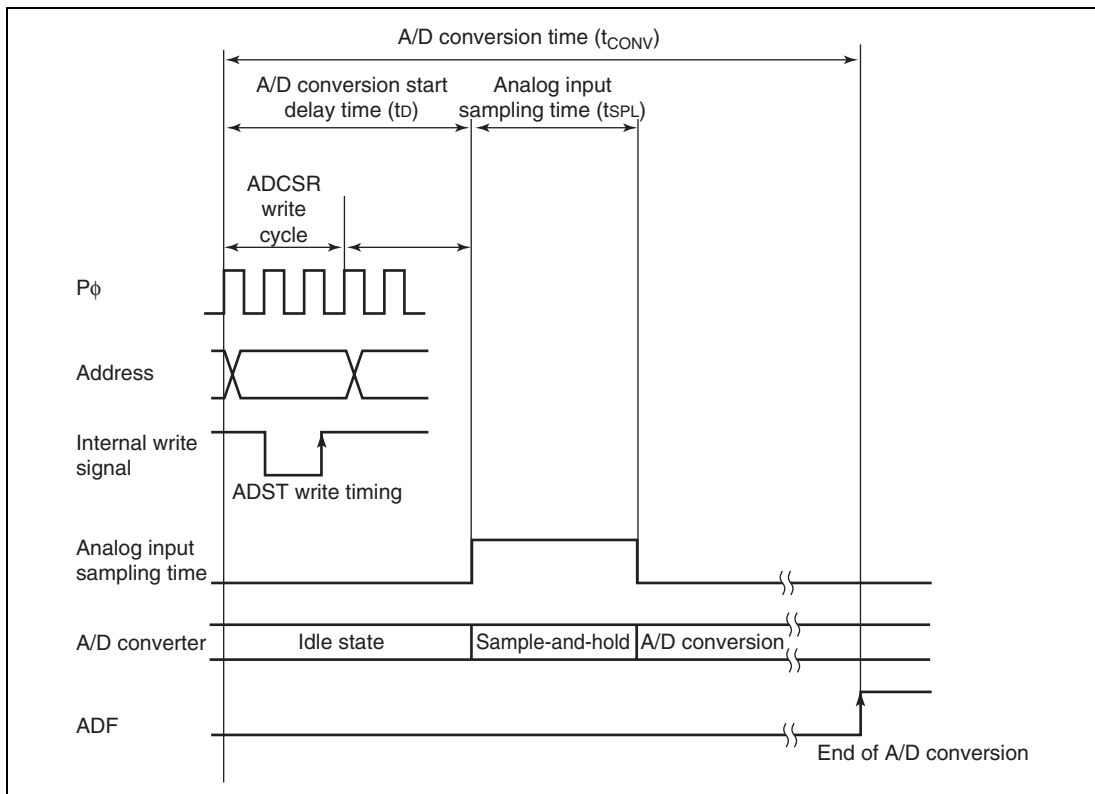 A/D conversion time (tCONV)
A/D conversion start
delay time (tD)
Analog input
sampling time (tSPL)
ADCSR
write
cycle
Pϕ
Address
Internal write
signal
ADST write timing
Analog input
sampling time
A/D converter
Idle state
Sample-and-hold
A/D conversion
ADF
End of A/D conversion